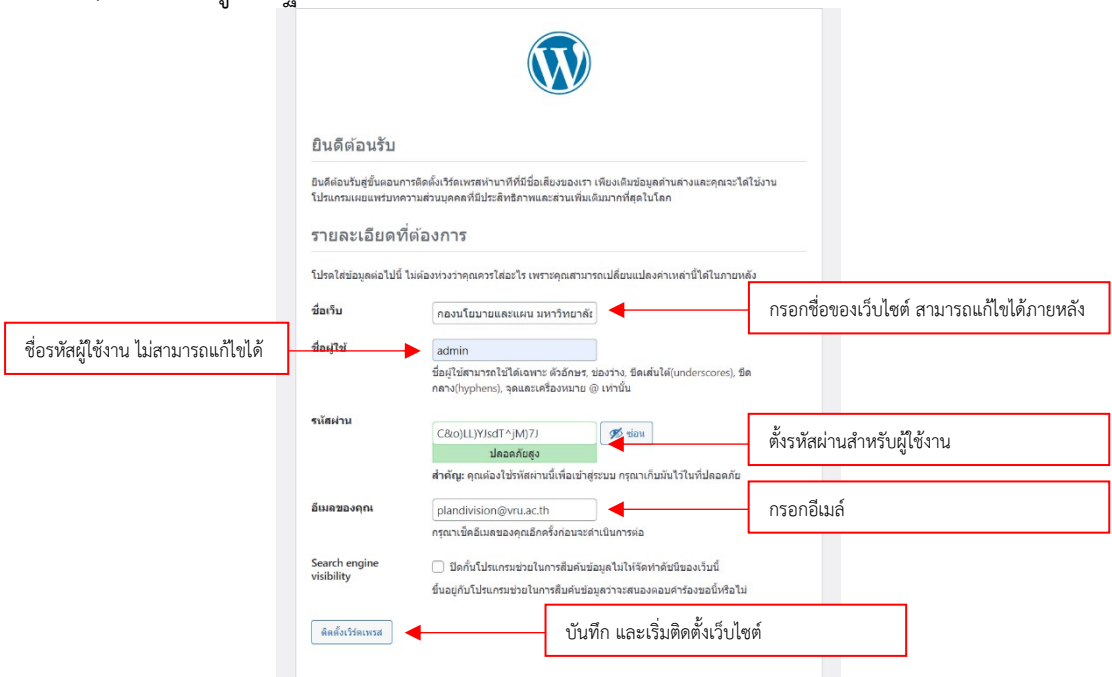 ยินดีต้อนรับ
ยินดีต้อนรับสู่ขั้นตอนการติดตั้งเวิร์ดเพรสห้านาทีที่มีชื่อเสียงของเรา เพียงเติมข้อมูลด้านล่างและคุณจะได้ใช้งาน
โปรแกรมเผยแพร่บทความส่วนบุคคลที่มีประสิทธิภาพและส่วนเพิ่มเติมมากที่สุดในโลก
รายละเอียดที่ต้องการ
โปรดใส่ข้อมูลต่อไปนี้ ไม่ต้องห่วงว่าคุณควรใส่อะไร เพราะคุณสามารถเปลี่ยนแปลงค่าเหล่านี้ได้ในภายหลัง
ชื่อเว็บ
กองนโยบายและแผน มหาวิทยาลั
กรอกชื่อของเว็บไซต์ สามารถแก้ไขได้ภายหลัง
ชื่อรหัสผู้ใช้งาน ไม่สามารถแก้ไขได้
ชื่อผู้ใช้
admin
ชื่อผู้ใช้สามารถใช้ได้เฉพาะ ตัวอักษร, ช่องว่าง, ขีดเส้นใต้(underscores), ขีด
กลาง(hyphens), จุดและเครื่องหมาย @ เท่านั้น
รหัสผ่าน
C&o)LL)YJsdT^jM)7J
ซ่อน
ปลอดภัยสูง
ตั้งรหัสผ่านสำหรับผู้ใช้งาน
สำคัญ: คุณต้องใช้รหัสผ่านนี้เพื่อเข้าสู่ระบบ กรุณาเก็บมันไว้ในที่ปลอดภัย
อีเมลของคุณ
plandivision@vru.ac.th
กรอกอีเมล์
กรุณาเช็คอีเมลของคุณอีกครั้งก่อนจะดำเนินการต่อ
Search engine
visibility
ปิดกั้นโปรแกรมช่วยในการสืบค้นข้อมูลไม่ให้จัดทำดัชนีของเว็บนี้
ขึ้นอยู่กับโปรแกรมช่วยในการสืบค้นข้อมูลว่าจะสนองตอบคำร้องขอนี้หรือไม่
ติดตั้งเวิร์ดเพรส
บันทึก และเริ่มติดตั้งเว็บไซต์